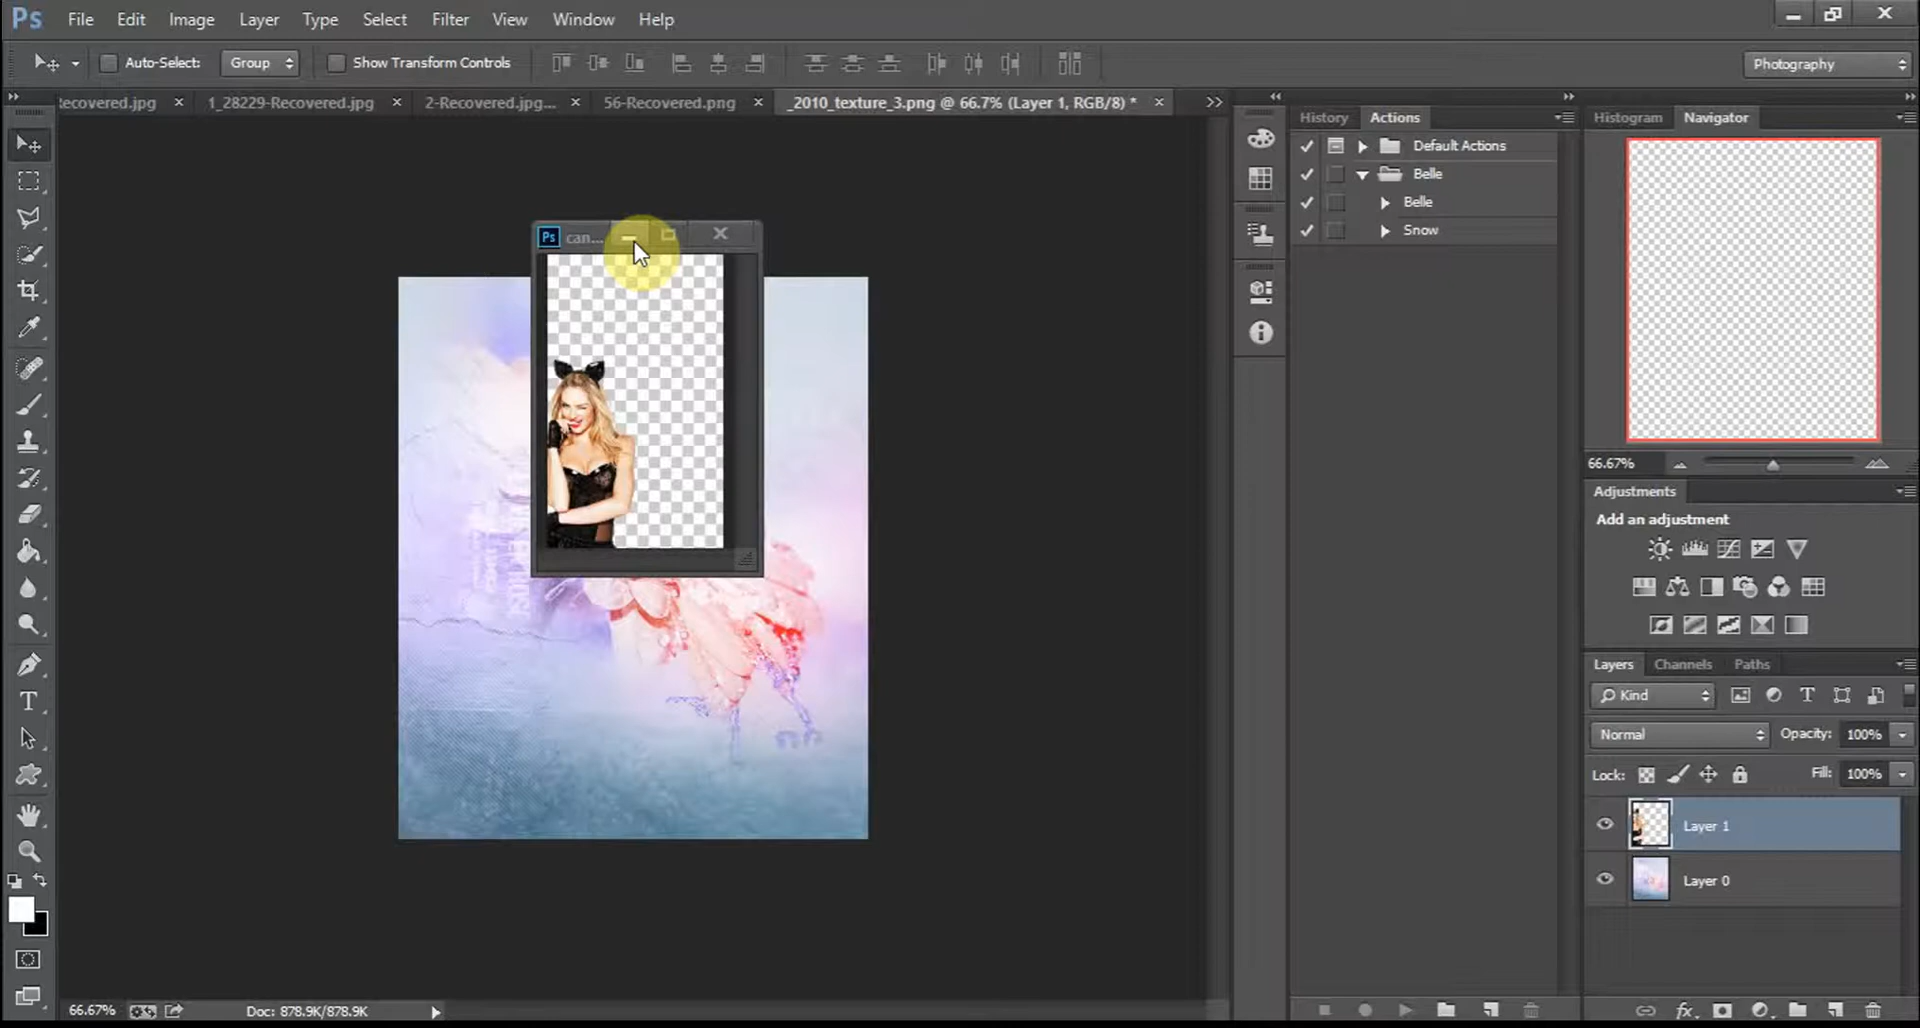 Ps File Edit Image Layer Type Select Filter View Window Help
Auto-Select: Group Show Transform Controls Photography
ecovered.jpg × 1_28229-Recovered.jpg × 2-Recovered.jpg... × 56-Recovered.png × _2010_texture_3.png @ 66.7% (Layer 1, RGB/8) * ×
History Actions
Default Actions
Belle
Belle
Snow
Histogram Navigator
66.67%
Ps can...
Adjustments
Add an adjustment
Layers Channels Paths
Kind
Normal Opacity: 100%
Lock: Fill: 100%
Layer 1
Layer 0
66.67% Doc: 878.9K/878.9K